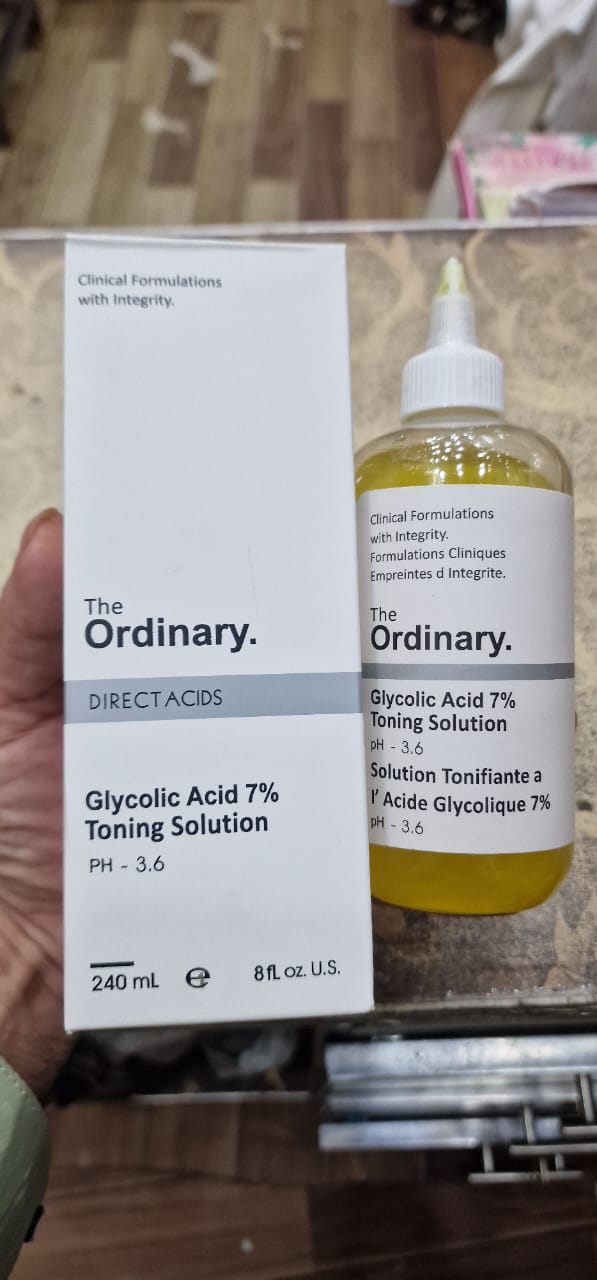 Clinical Formulations
with Integrity.
The
Ordinary.
DIRECT ACIDS
Glycolic Acid 7%
Toning Solution
PH - 3.6
240 mL e 8 fL oz. U.S.
Clinical Formulations
with Integrity.
Formulations Cliniques
Empreintes d Integrite.
The
Ordinary.
Glycolic Acid 7%
Toning Solution
pH - 3.6
Solution Tonifiante a
l' Acide Glycolique 7%
pH - 3.6